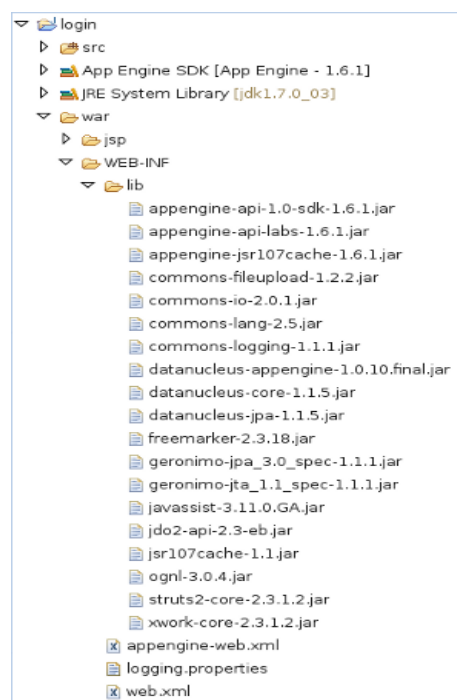 login
src
App Engine SDK [App Engine - 1.6.1]
JRE System Library [jdk1.7.0_03]
war
jsp
WEB-INF
lib
appengine-api-1.0-sdk-1.6.1.jar
appengine-api-labs-1.6.1.jar
appengine-jsr107cache-1.6.1.jar
commons-fileupload-1.2.2.jar
commons-io-2.0.1.jar
commons-lang-2.5.jar
commons-logging-1.1.1.jar
datanucleus-appengine-1.0.10.final.jar
datanucleus-core-1.1.5.jar
datanucleus-jpa-1.1.5.jar
freemarker-2.3.18.jar
geronimo-jpa_3.0_spec-1.1.1.jar
geronimo-jta_1.1_spec-1.1.1.jar
javassist-3.11.0.GA.jar
jdo2-api-2.3-eb.jar
jsr107cache-1.1.jar
ognl-3.0.4.jar
struts2-core-2.3.1.2.jar
xwork-core-2.3.1.2.jar
appengine-web.xml
logging.properties
web.xml